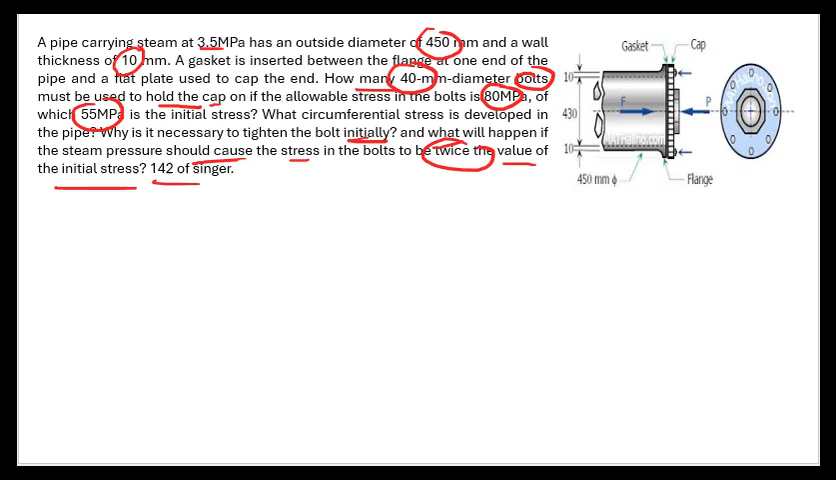 A pipe carrying steam at 3.5MPa has an outside diameter of 450 mm and a wall
thickness of 10 mm. A gasket is inserted between the flange at one end of the
pipe and a flat plate used to cap the end. How many 40-mm-diameter bolts
must be used to hold the cap on if the allowable stress in the bolts is 80MPa, of
which 55MPa is the initial stress? What circumferential stress is developed in
the pipe? Why is it necessary to tighten the bolt initially? and what will happen if
the steam pressure should cause the stress in the bolts to be twice the value of
the initial stress? 142 of singer.
Gasket
Cap
10
F
P
430
10
450 mm ϕ
Flange